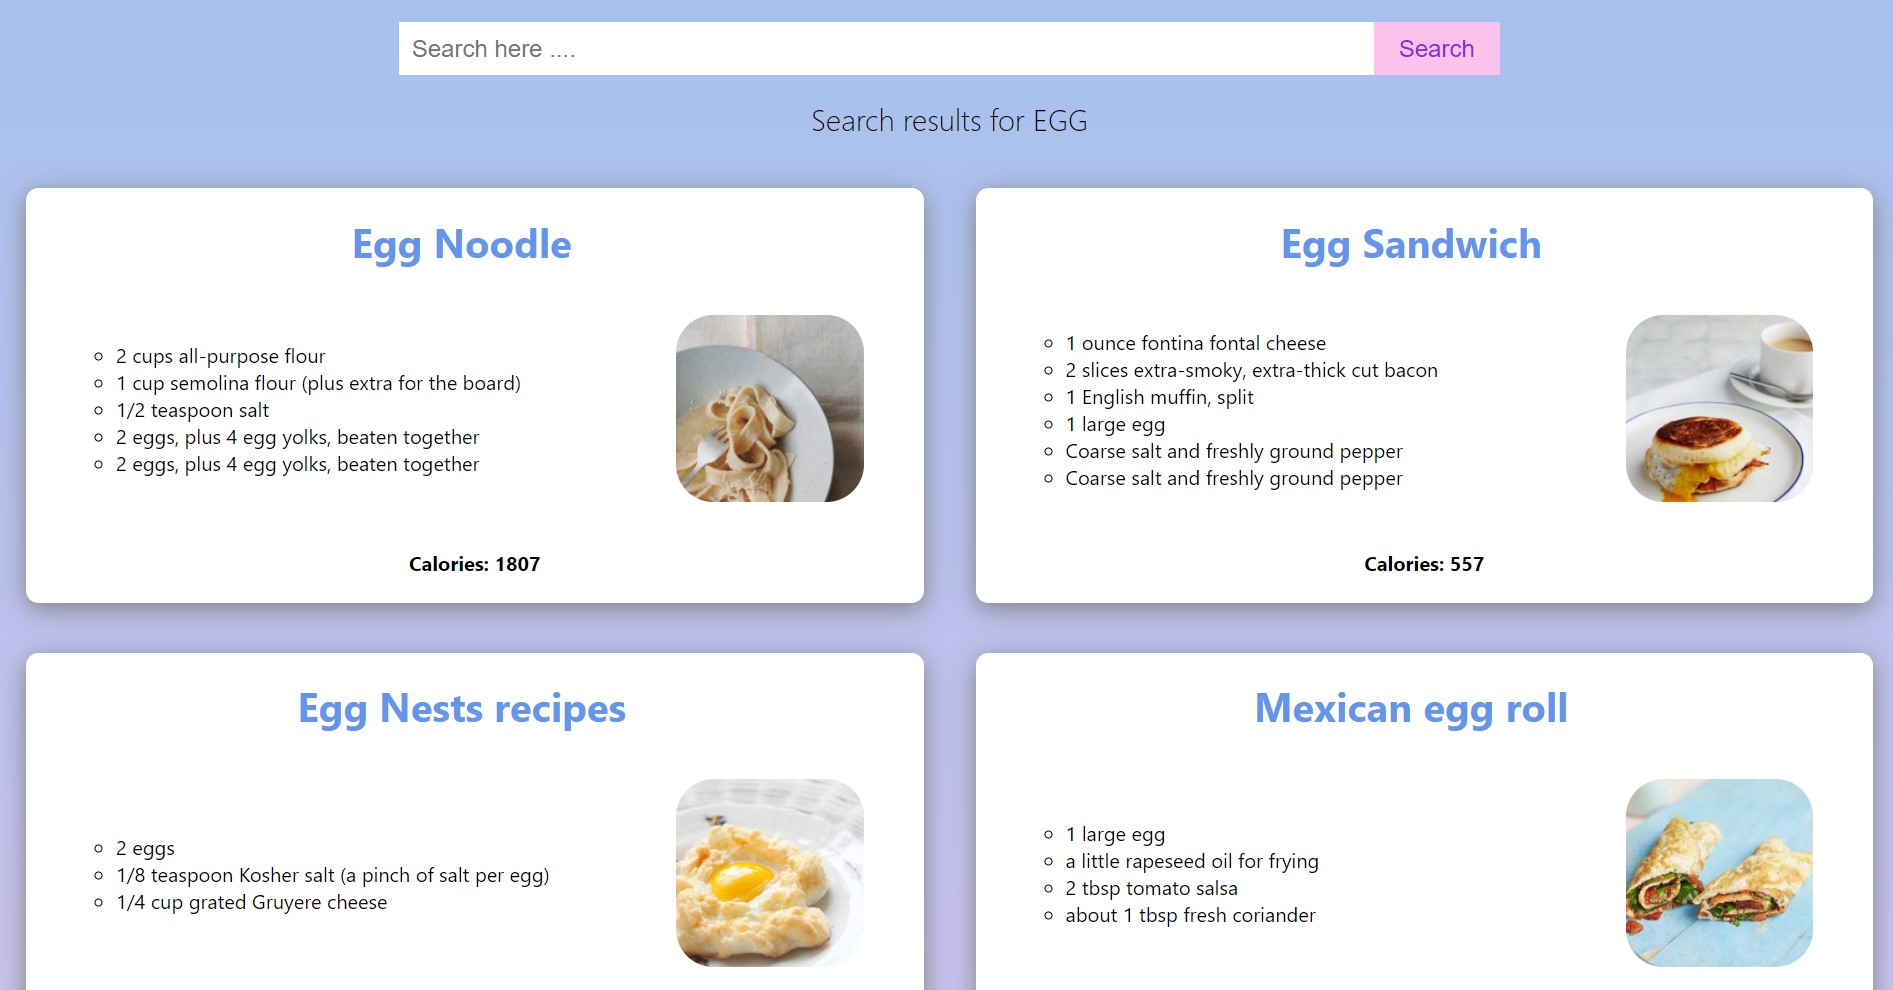 Search here ....
Search
Search results for EGG
Egg Noodle
2 cups all-purpose flour
1 cup semolina flour (plus extra for the board)
1/2 teaspoon salt
2 eggs, plus 4 egg yolks, beaten together
2 eggs, plus 4 egg yolks, beaten together
Calories: 1807
Egg Sandwich
1 ounce fontina fontal cheese
2 slices extra-smoky, extra-thick cut bacon
1 English muffin, split
1 large egg
Coarse salt and freshly ground pepper
Coarse salt and freshly ground pepper
Calories: 557
Egg Nests recipes
2 eggs
1/8 teaspoon Kosher salt (a pinch of salt per egg)
1/4 cup grated Gruyere cheese
Mexican egg roll
1 large egg
a little rapeseed oil for frying
2 tbsp tomato salsa
about 1 tbsp fresh coriander